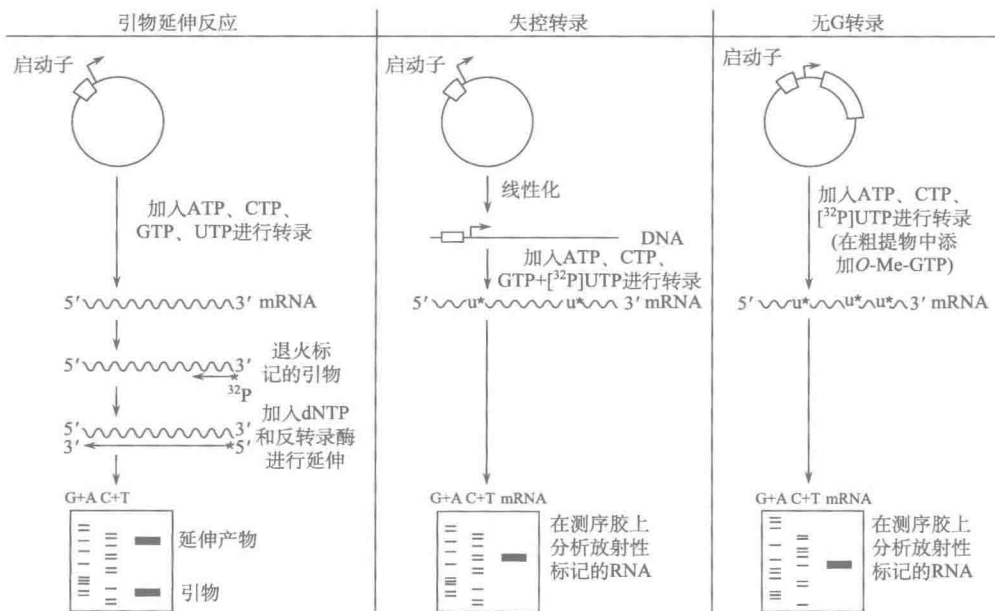 引物延伸反应
启动子
加入ATP、CTP、
GTP、UTP进行转录
5′ 3′ mRNA
5′ 3′
退火标
记的引物
³²P
5′ 3′
3′ * 5′
加入dNTP
和反转录酶
进行延伸
G+A C+T
延伸产物
引物
失控转录
启动子
线性化
DNA
加入ATP、CTP、
GTP+[³²P]UTP进行转录
5′ u* u* 3′ mRNA
G+A C+T mRNA
在测序胶上
分析放射性
标记的RNA
无G转录
启动子
加入ATP、CTP、
[³²P]UTP进行转录
(在粗提物中添
加O-Me-GTP)
5′ u* u* u* 3′ mRNA
G+A C+T mRNA
在测序胶上
分析放射性
标记的RNA